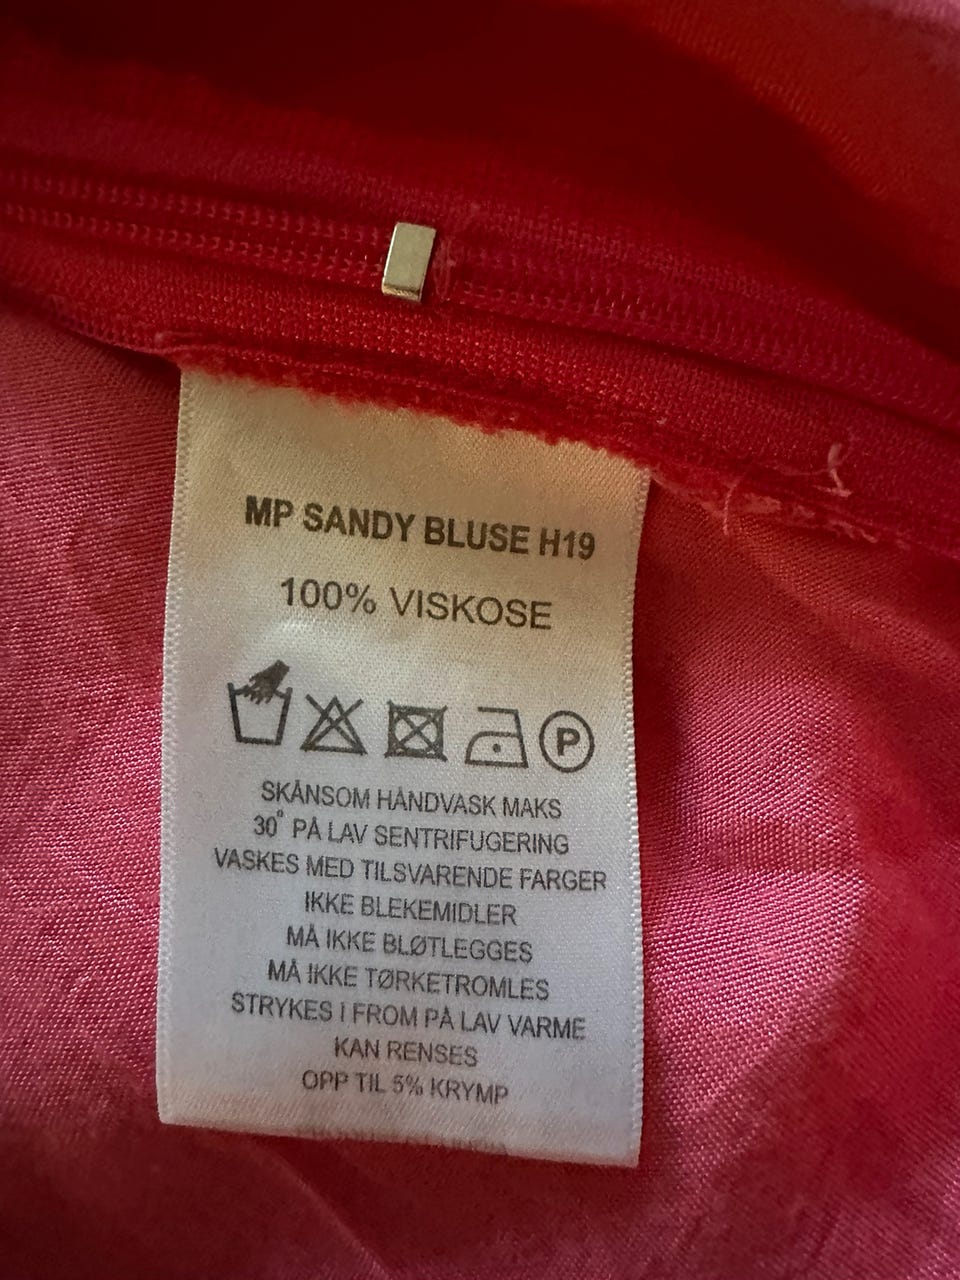 MP SANDY BLUSE H19
100% VISKOSE
P
SKÅNSOM HÅNDVASK MAKS
30° PÅ LAV SENTRIFUGERING
VASKES MED TILSVARENDE FARGER
IKKE BLEKEMIDLER
MÅ IKKE BLØTLEGGES
MÅ IKKE TØRKETROMLES
STRYKES I FROM PÅ LAV VARME
KAN RENSES
OPP TIL 5% KRYMP